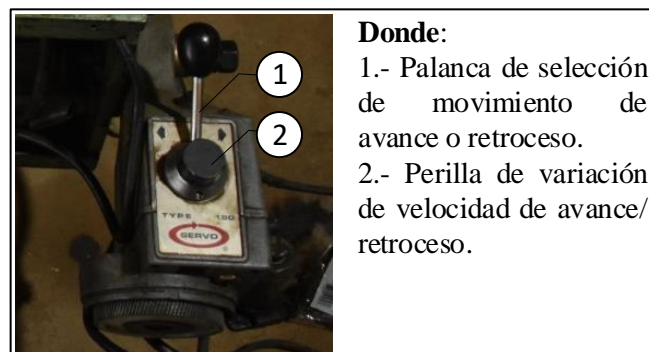 1
2
TYPE 150
SERVO
Donde:
1.- Palanca de selección
de movimiento de
avance o retroceso.
2.- Perilla de variación
de velocidad de avance/
retroceso.